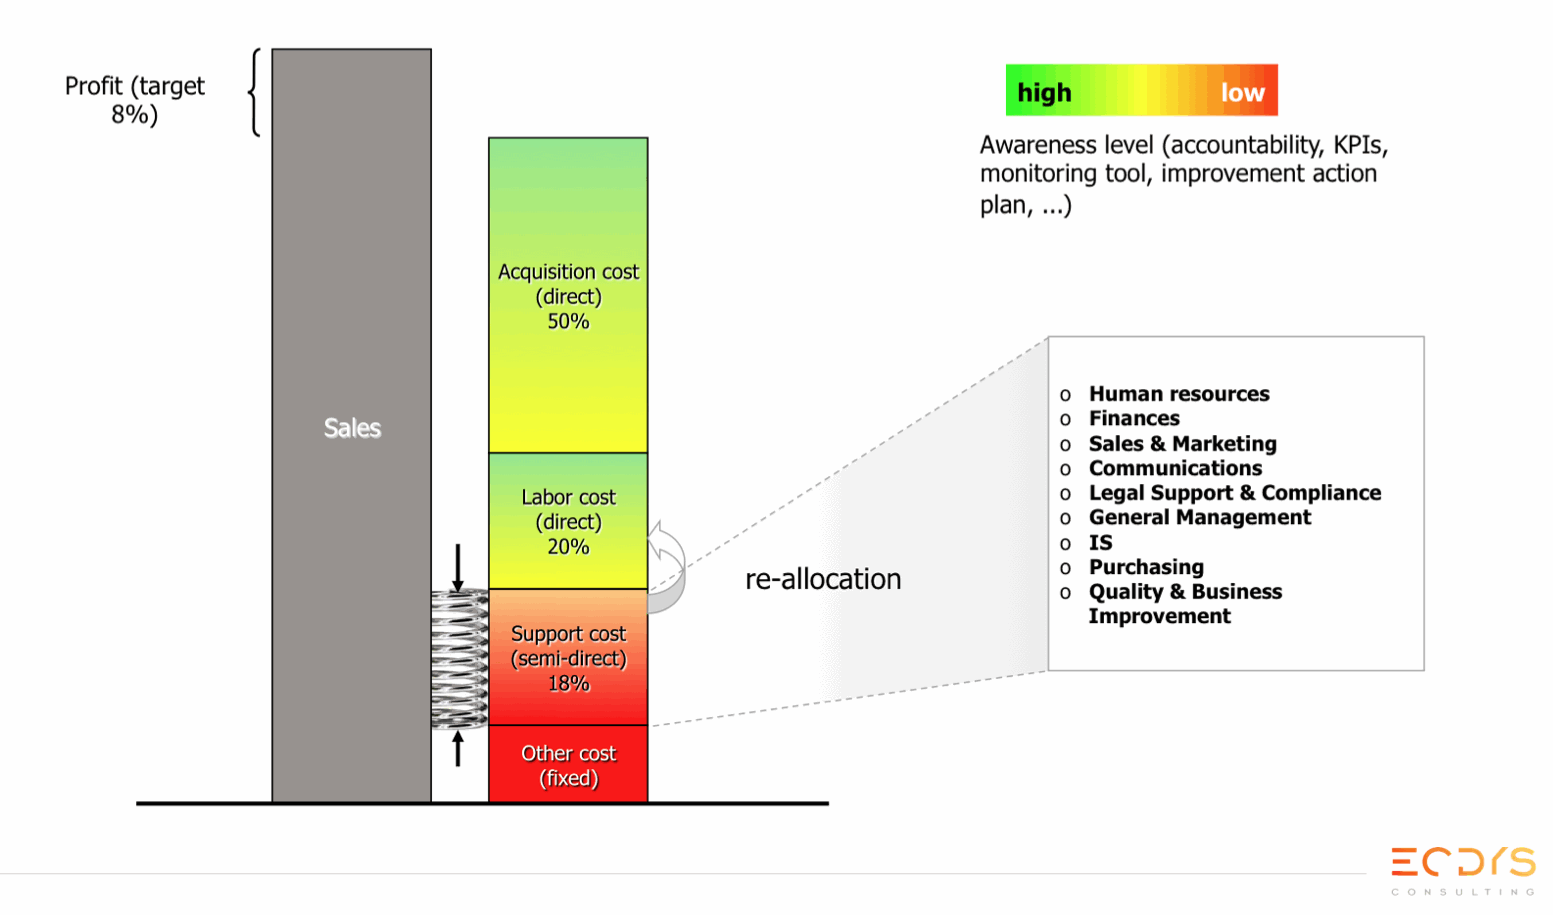 Profit (target
8%)
high
low
Awareness level (accountability, KPIs,
monitoring tool, improvement action
plan, ...)
Sales
Acquisition cost
(direct)
50%
Labor cost
(direct)
20%
Support cost
(semi-direct)
18%
Other cost
(fixed)
re-allocation
o Human resources
o Finances
o Sales & Marketing
o Communications
o Legal Support & Compliance
o General Management
o IS
o Purchasing
o Quality & Business
Improvement
ECDYS
CONSULTING